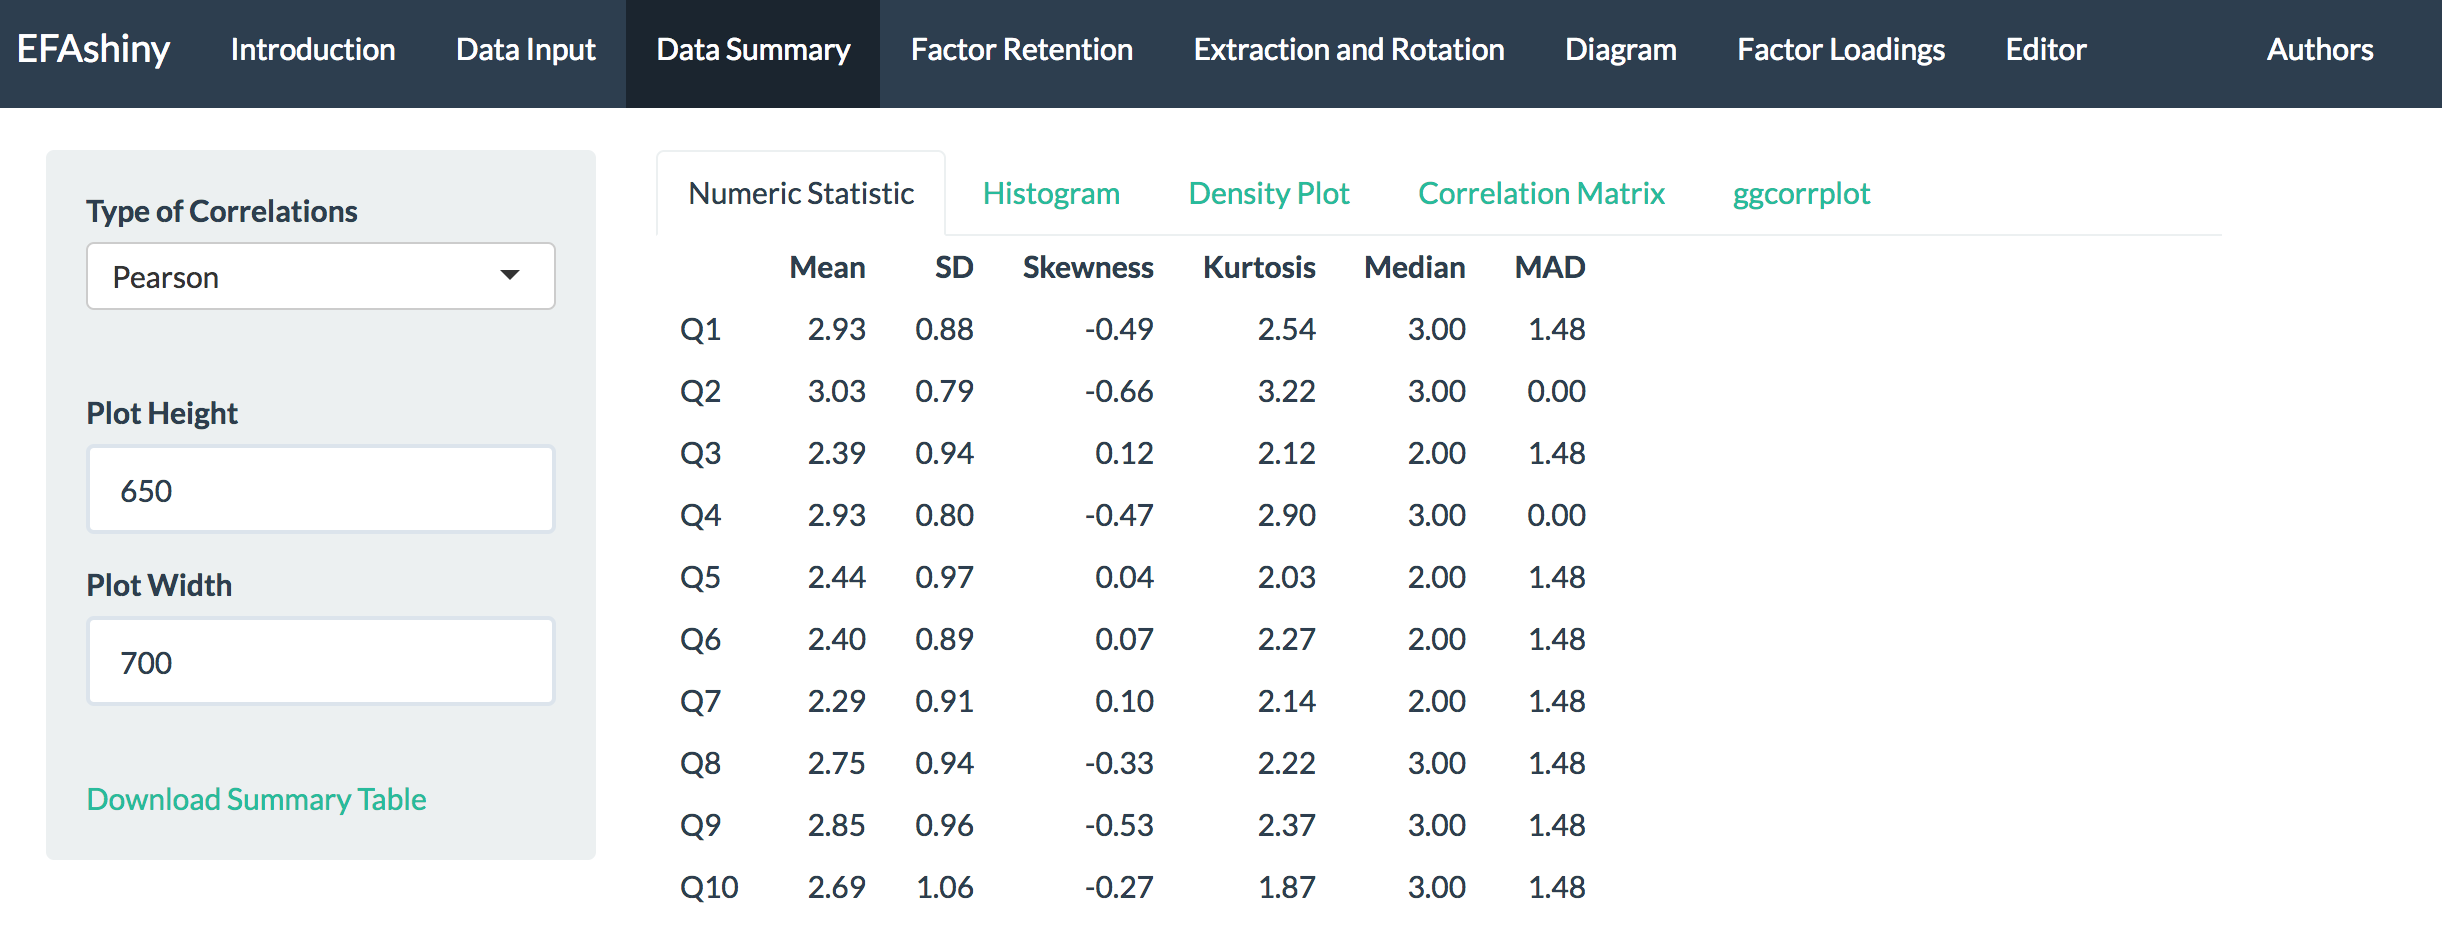 EFAshiny Introduction Data Input Data Summary Factor Retention Extraction and Rotation Diagram Factor Loadings Editor Authors
Type of Correlations
Pearson
Plot Height
650
Plot Width
700
Download Summary Table
Numeric Statistic Histogram Density Plot Correlation Matrix ggcorrplot
Mean SD Skewness Kurtosis Median MAD
Q1 2.93 0.88 -0.49 2.54 3.00 1.48
Q2 3.03 0.79 -0.66 3.22 3.00 0.00
Q3 2.39 0.94 0.12 2.12 2.00 1.48
Q4 2.93 0.80 -0.47 2.90 3.00 0.00
Q5 2.44 0.97 0.04 2.03 2.00 1.48
Q6 2.40 0.89 0.07 2.27 2.00 1.48
Q7 2.29 0.91 0.10 2.14 2.00 1.48
Q8 2.75 0.94 -0.33 2.22 3.00 1.48
Q9 2.85 0.96 -0.53 2.37 3.00 1.48
Q10 2.69 1.06 -0.27 1.87 3.00 1.48